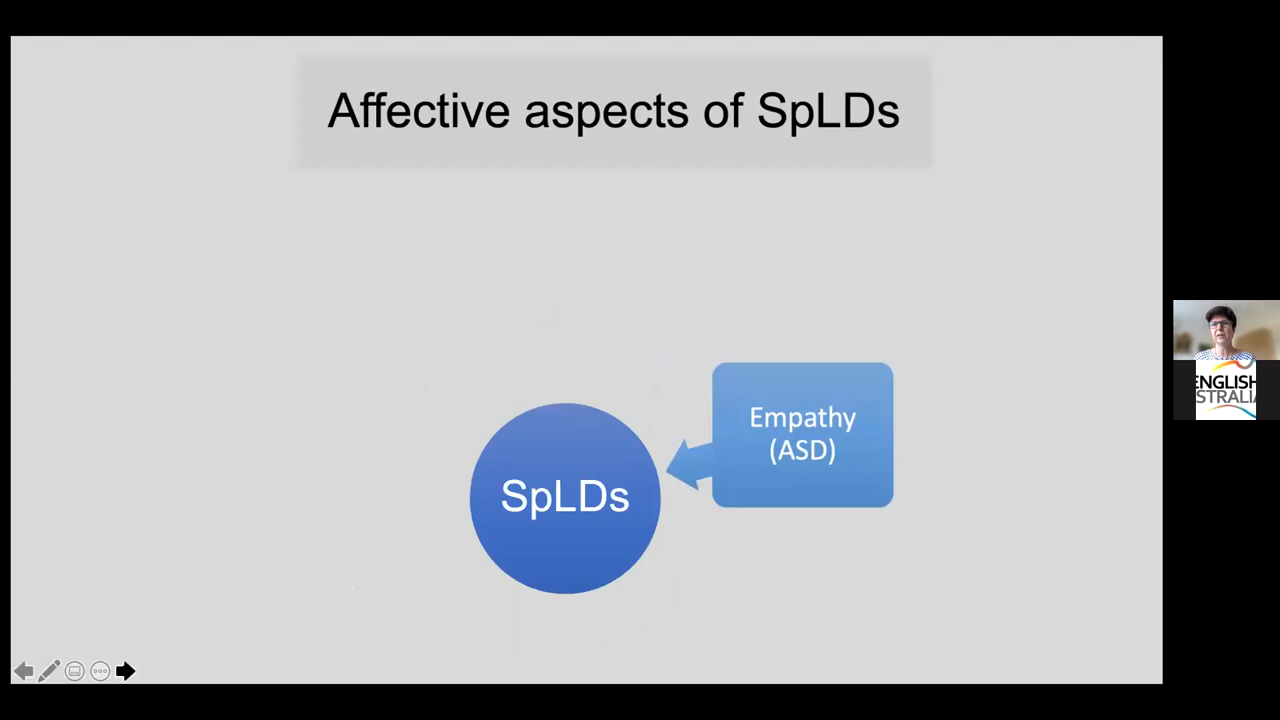 Affective aspects of SpLDs
Empathy
(ASD)
SpLDs
ENGLISH
STRALIA